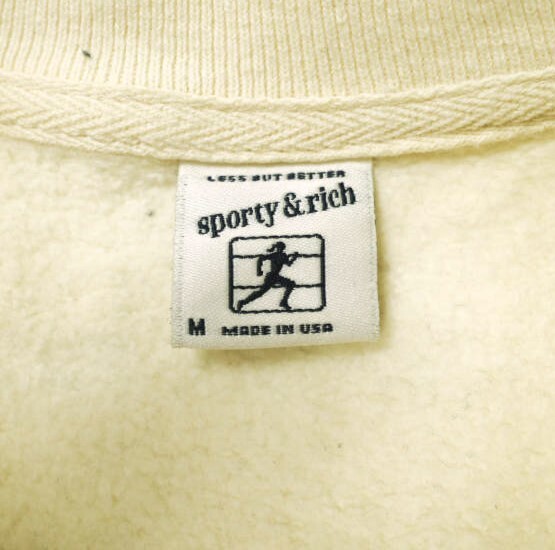 LESS BUT BETTER
sporty & rich
M MADE IN USA